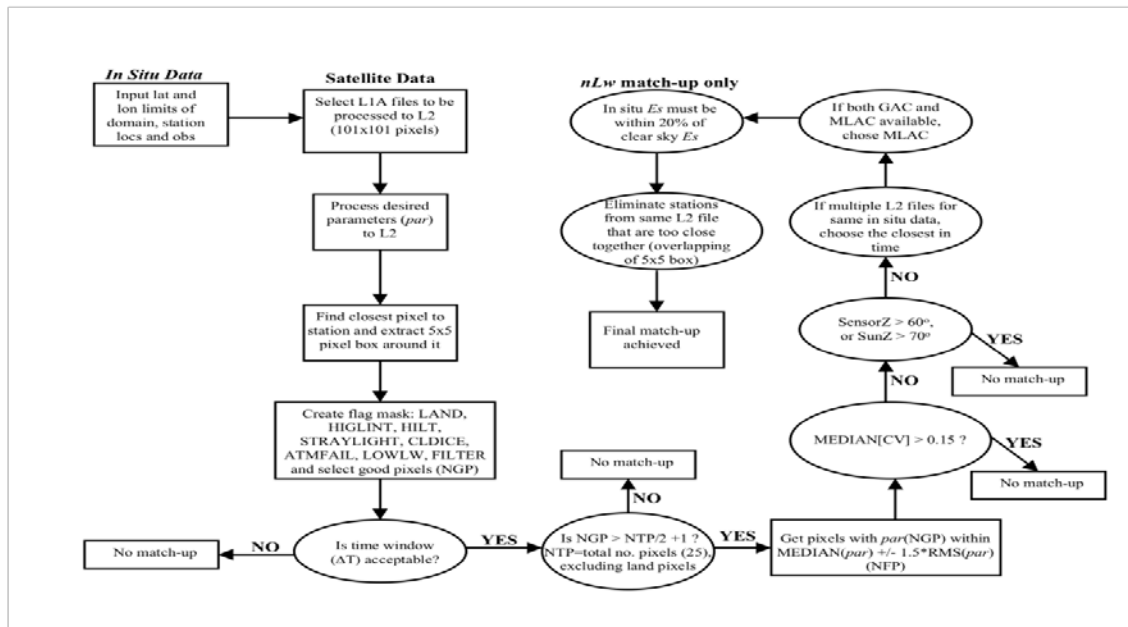 In Situ Data
Input lat and
lon limits of
domain, station
locs and obs
Satellite Data
Select L1A files to be
processed to L2
(101x101 pixels)
Process desired
parameters (par)
to L2
Find closest pixel to
station and extract 5x5
pixel box around it
Create flag mask: LAND,
HIGLINT, HILT,
STRAYLIGHT, CLDICE,
ATMFAIL, LOWLW, FILTER
and select good pixels (NGP)
Is time window
(ΔT) acceptable?
NO
No match-up
YES
Is NGP > NTP/2 +1 ?
NTP=total no. pixels (25),
excluding land pixels
NO
No match-up
YES
Get pixels with par(NGP) within
MEDIAN(par) +/- 1.5*RMS(par)
(NFP)
MEDIAN[CV] > 0.15 ?
YES
No match-up
NO
SensorZ > 60°,
or SunZ > 70°
YES
No match-up
NO
If multiple L2 files for
same in situ data,
choose the closest in
time
If both GAC and
MLAC available,
chose MLAC
nLw match-up only
In situ Es must be
within 20% of
clear sky Es
Eliminate stations
from same L2 file
that are too close
together (overlapping
of 5x5 box)
Final match-up
achieved